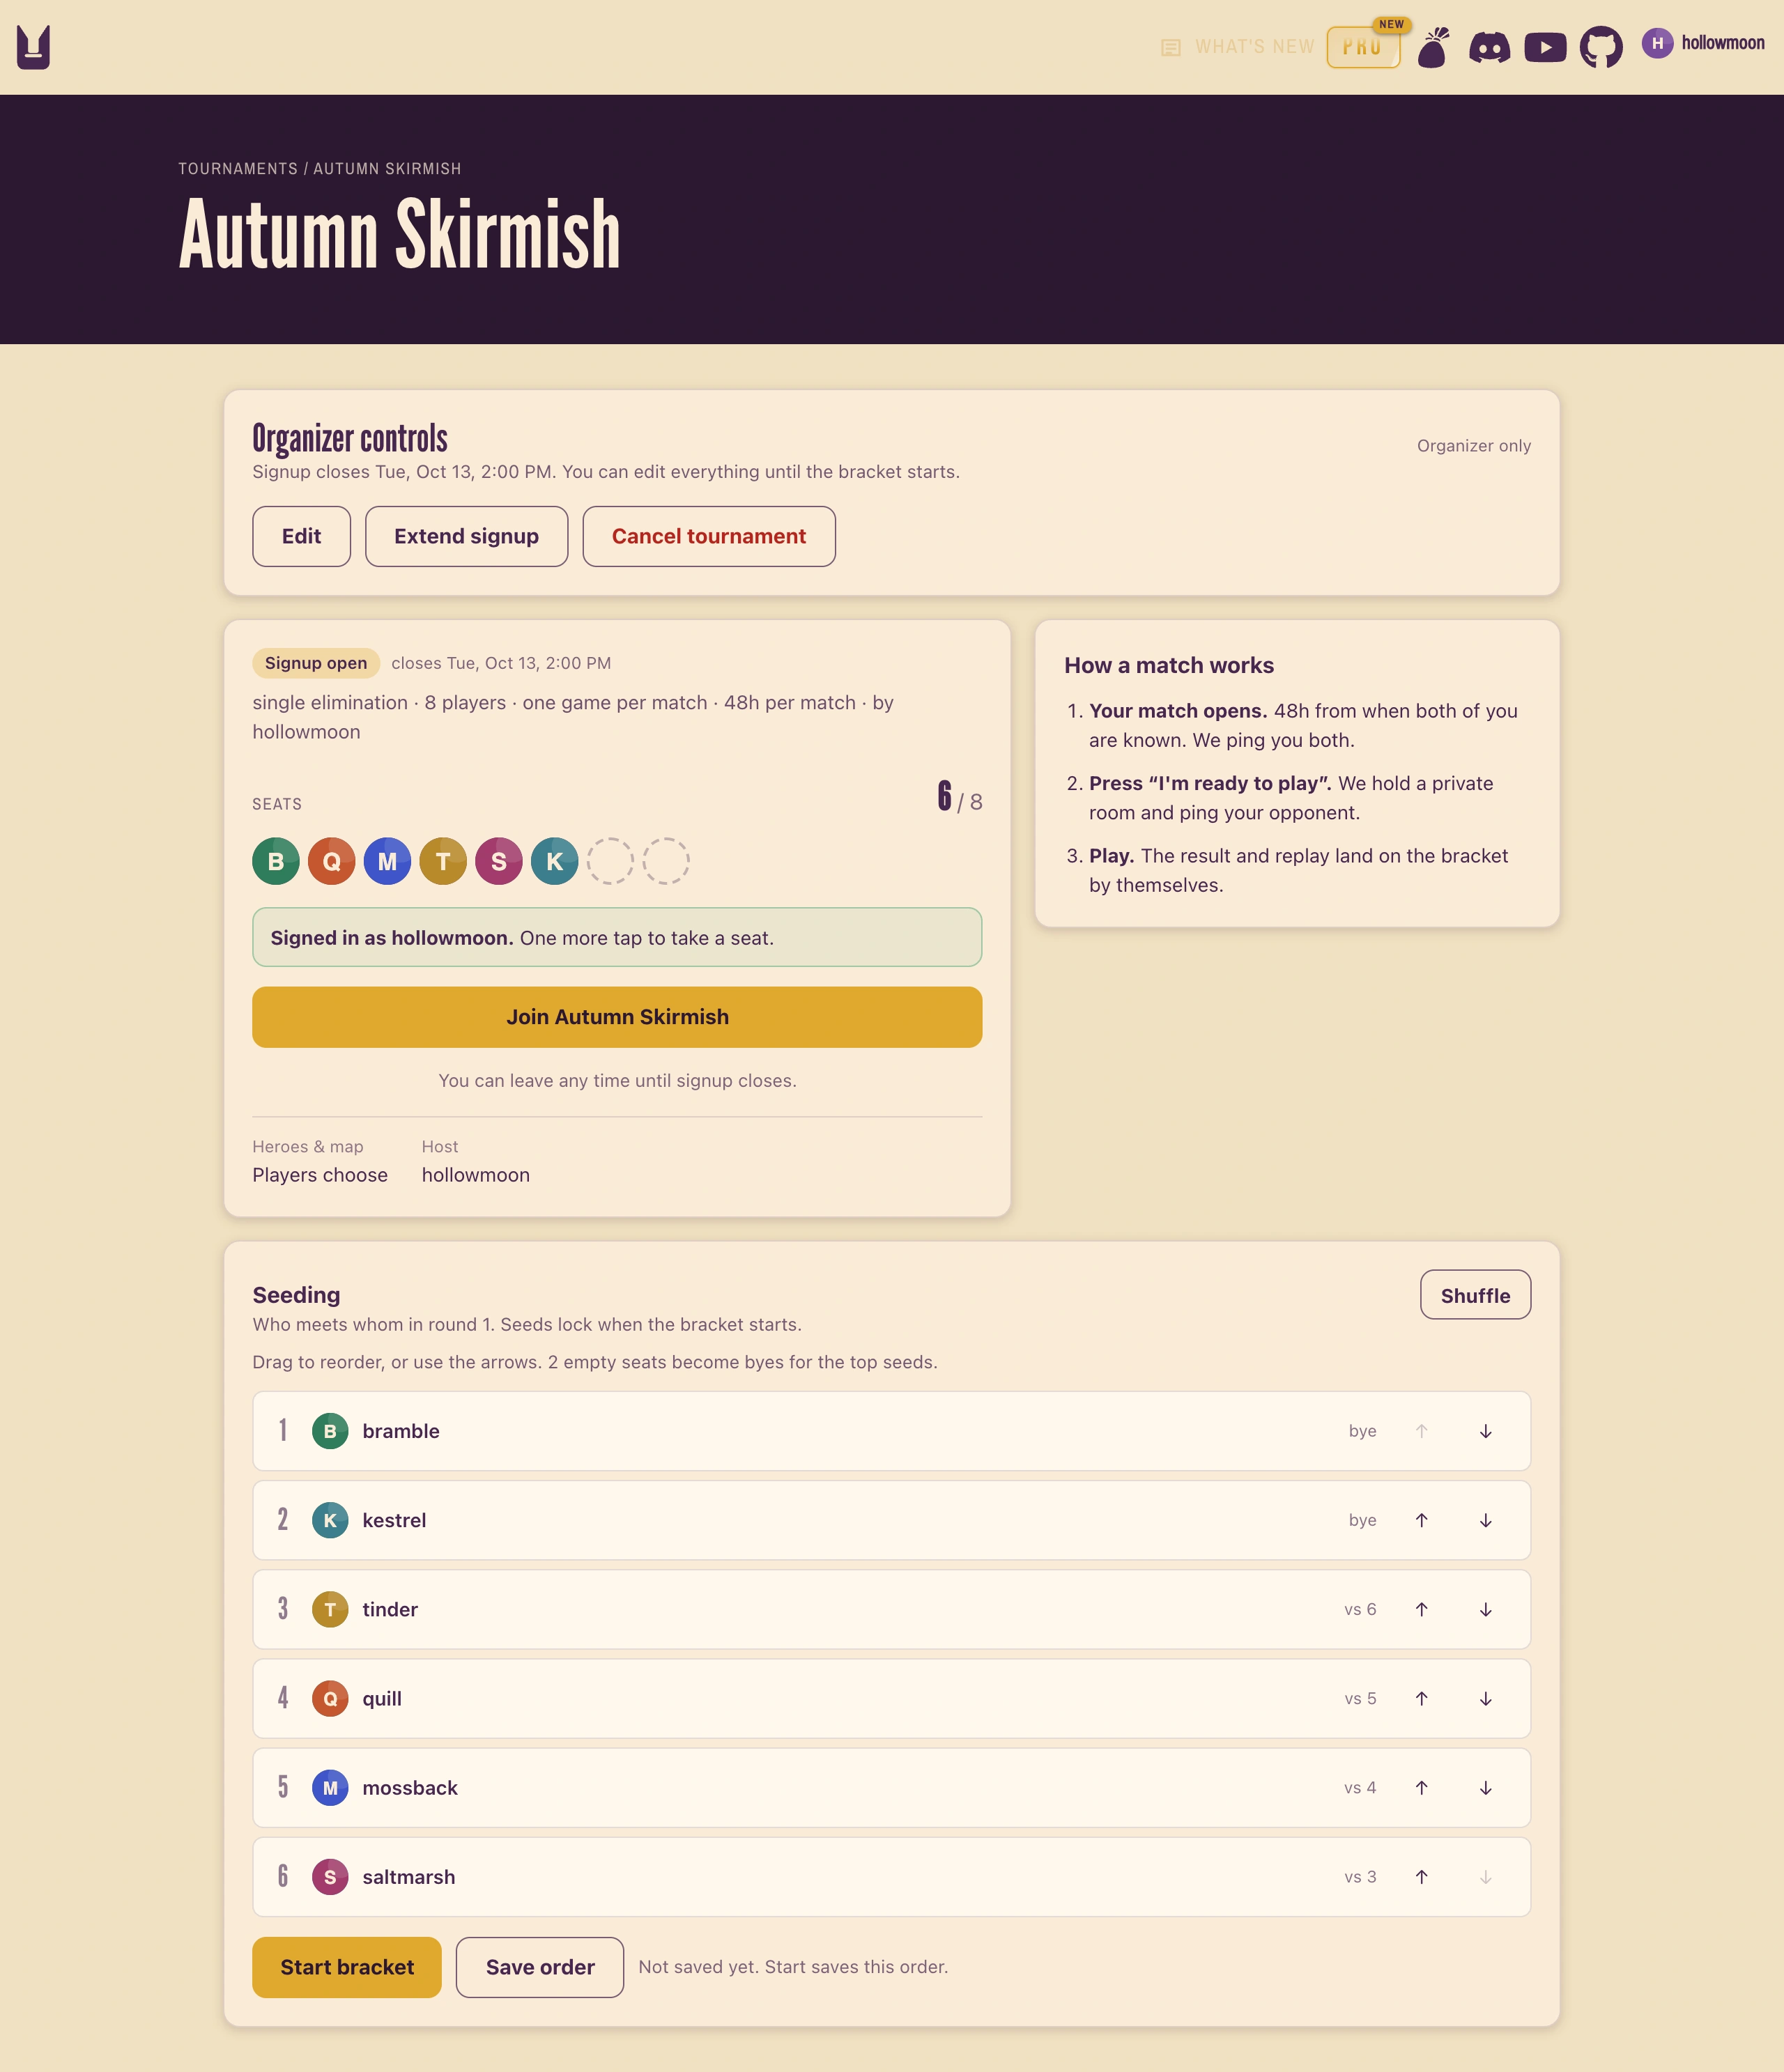 WHAT'S NEW
PRO
NEW
H
hollowmoon
TOURNAMENTS / AUTUMN SKIRMISH
Autumn Skirmish
Organizer controls
Organizer only
Signup closes Tue, Oct 13, 2:00 PM. You can edit everything until the bracket starts.
Edit
Extend signup
Cancel tournament
Signup open
closes Tue, Oct 13, 2:00 PM
single elimination · 8 players · one game per match · 48h per match · by
hollowmoon
SEATS
6 / 8
B Q M T S K
Signed in as hollowmoon. One more tap to take a seat.
Join Autumn Skirmish
You can leave any time until signup closes.
Heroes & map
Players choose
Host
hollowmoon
How a match works
1. Your match opens. 48h from when both of you
are known. We ping you both.
2. Press “I'm ready to play”. We hold a private
room and ping your opponent.
3. Play. The result and replay land on the bracket
by themselves.
Seeding
Shuffle
Who meets whom in round 1. Seeds lock when the bracket starts.
Drag to reorder, or use the arrows. 2 empty seats become byes for the top seeds.
1 B bramble bye ↑ ↓
2 K kestrel bye ↑ ↓
3 T tinder vs 6 ↑ ↓
4 Q quill vs 5 ↑ ↓
5 M mossback vs 4 ↑ ↓
6 S saltmarsh vs 3 ↑ ↓
Start bracket
Save order
Not saved yet. Start saves this order.